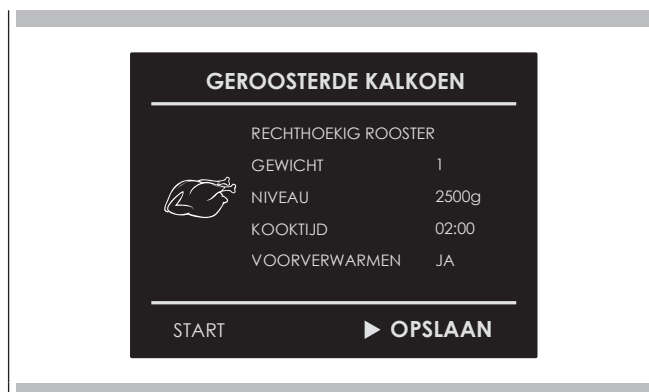 GEROOSTERDE KALKOEN
RECHTHOEKIG ROOSTER
GEWICHT 1
NIVEAU 2500g
KOOKTIJD 02:00
VOORVERWARMEN JA
START ▶ OPSLAAN